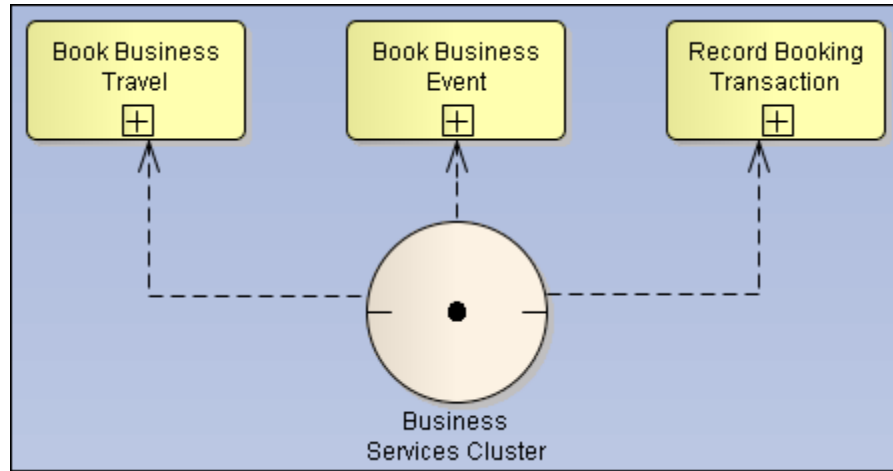 Book Business
Travel
Book Business
Event
Record Booking
Transaction
Business
Services Cluster